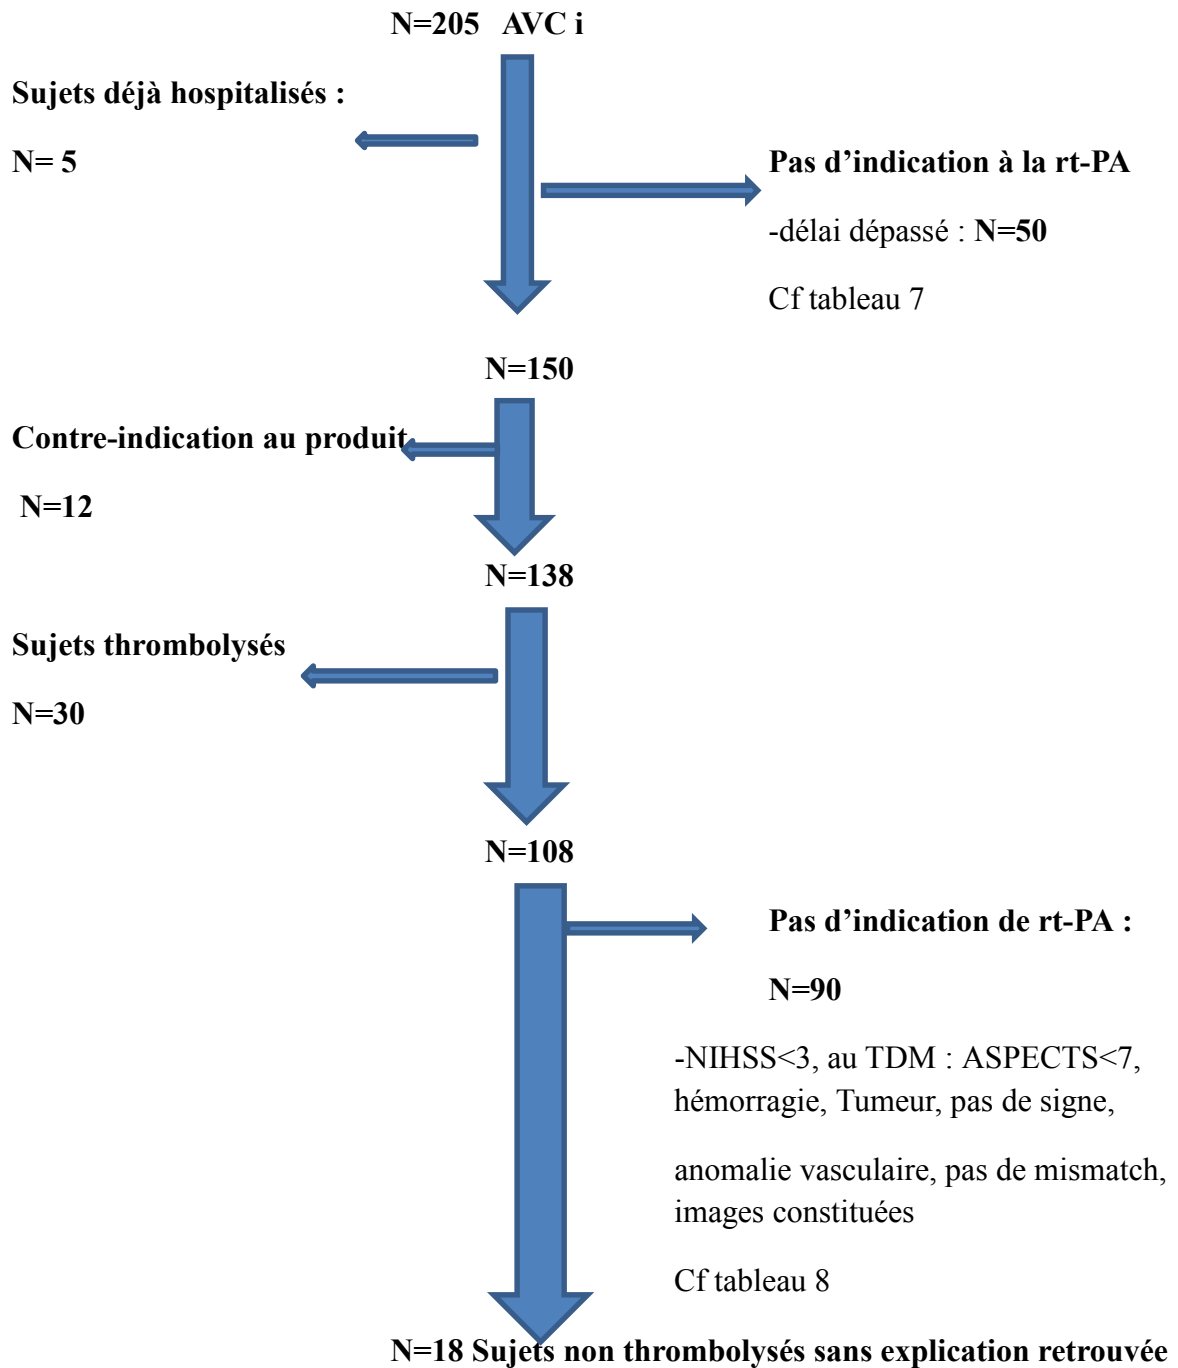 N=205 AVC i
Sujets déjà hospitalisés :
N= 5
Pas d’indication à la rt-PA
-délai dépassé : N=50
Cf tableau 7
N=150
Contre-indication au produit
N=12
N=138
Sujets thrombolysés
N=30
N=108
Pas d’indication de rt-PA :
N=90
-NIHSS<3, au TDM : ASPECTS<7,
hémorragie, Tumeur, pas de signe,
anomalie vasculaire, pas de mismatch,
images constituées
Cf tableau 8
N=18 Sujets non thrombolysés sans explication retrouvée